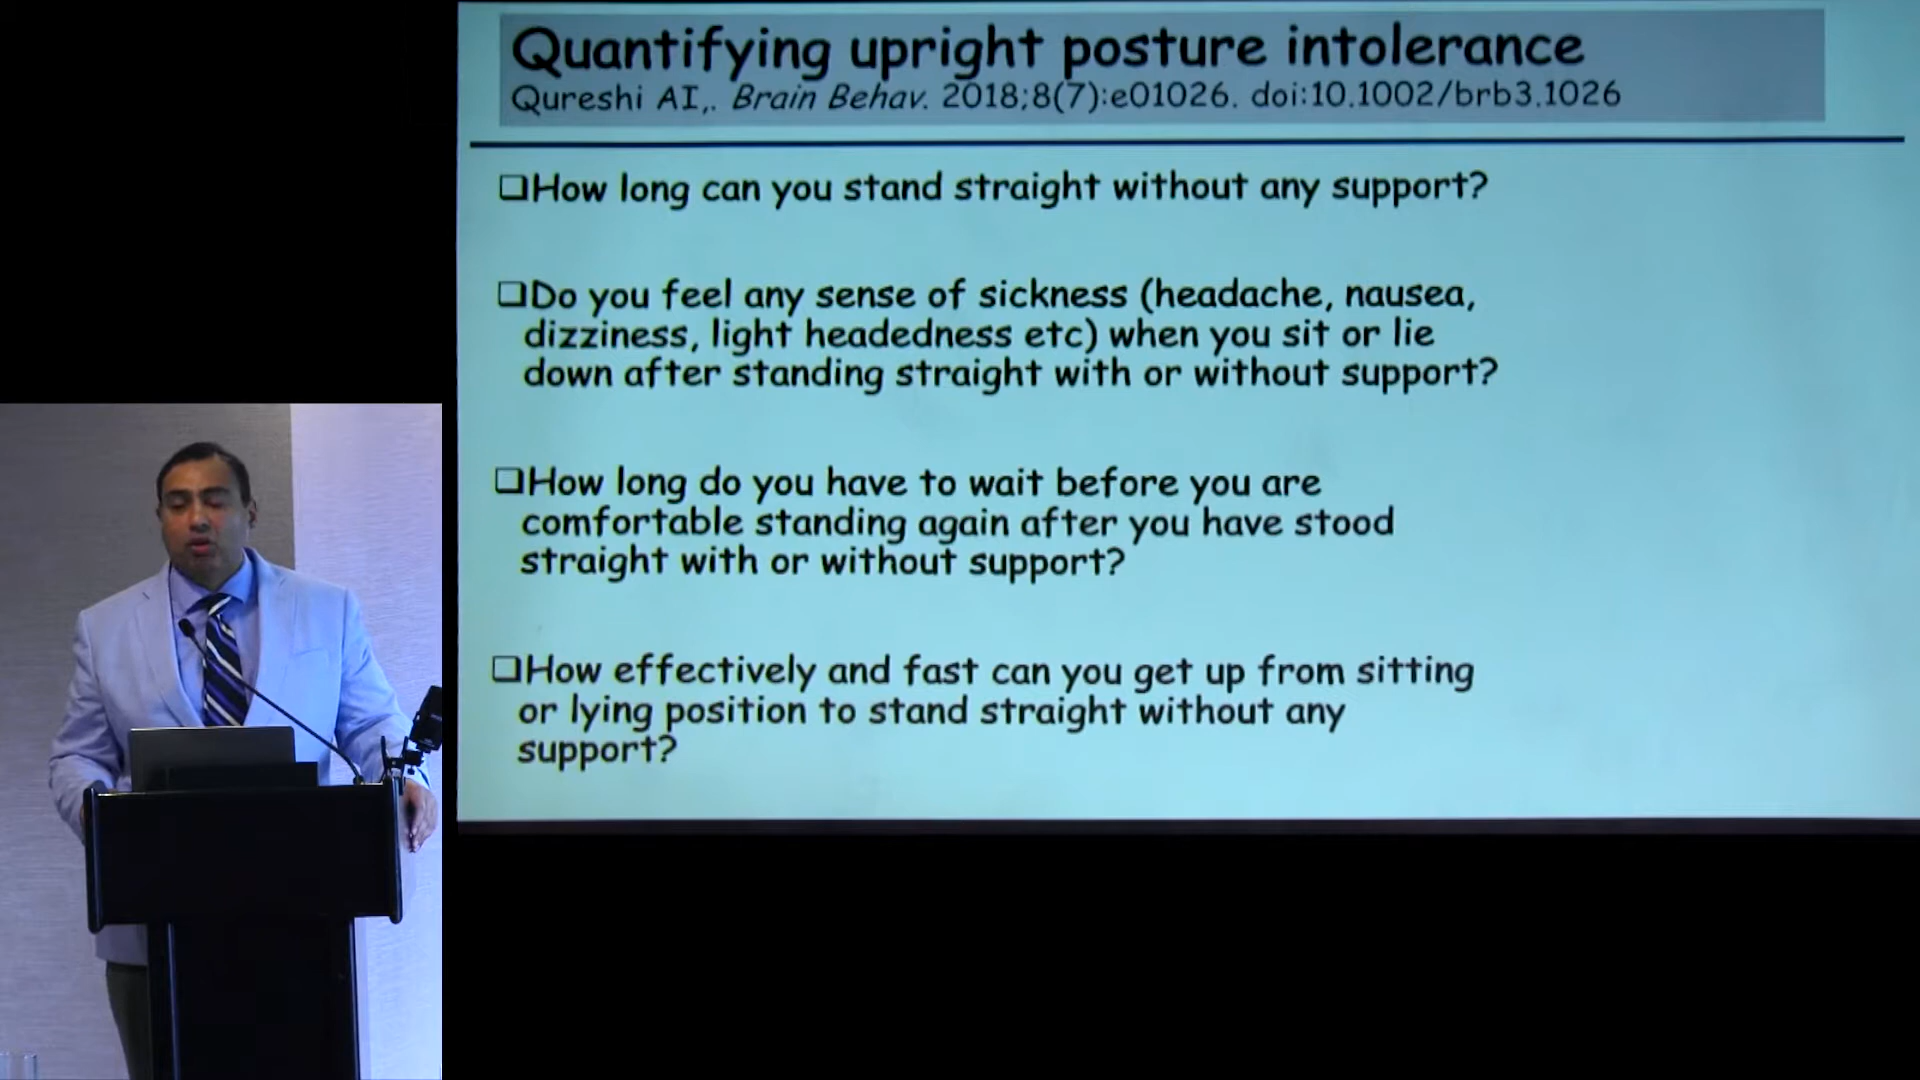 Quantifying upright posture intolerance
Qureshi AI,. Brain Behav. 2018;8(7):e01026. doi:10.1002/brb3.1026
❑How long can you stand straight without any support?
❑Do you feel any sense of sickness (headache, nausea,
dizziness, light headedness etc) when you sit or lie
down after standing straight with or without support?
❑How long do you have to wait before you are
comfortable standing again after you have stood
straight with or without support?
❑How effectively and fast can you get up from sitting
or lying position to stand straight without any
support?